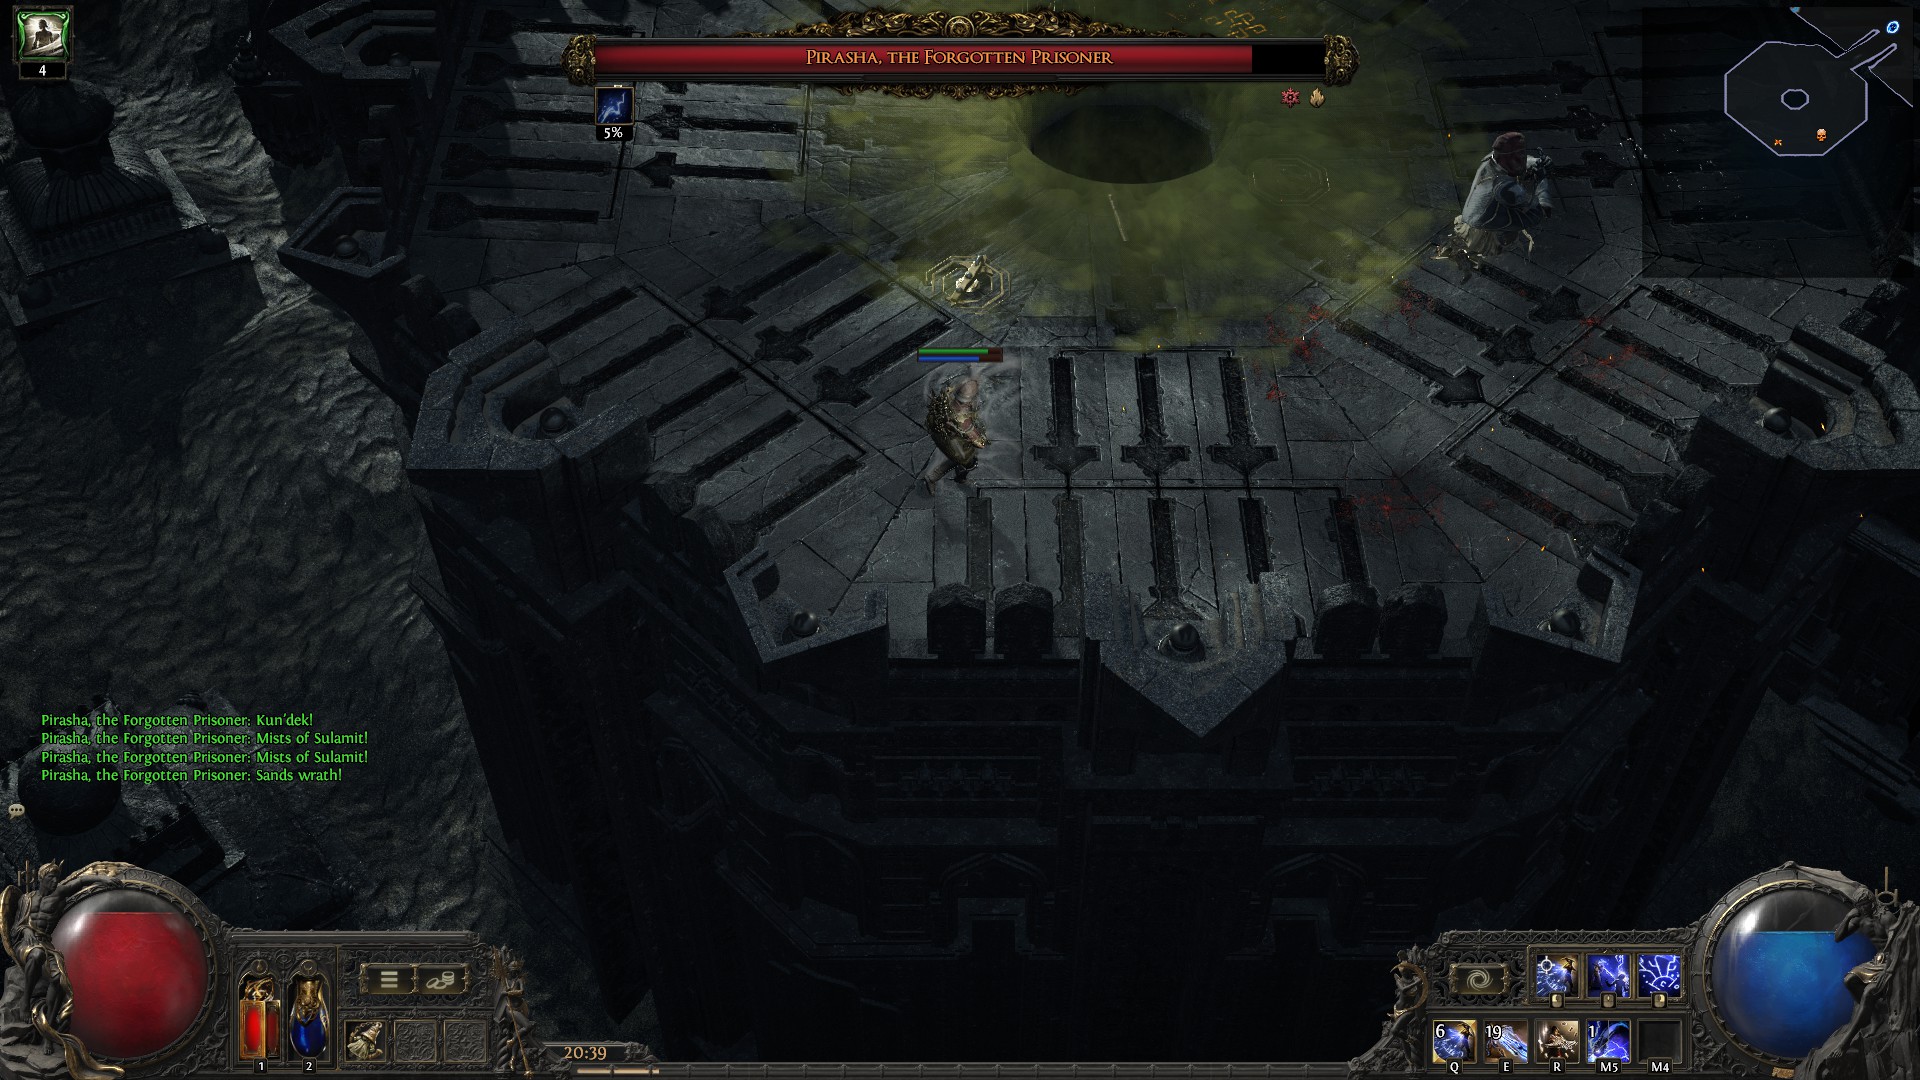 4
PIRASHA, THE FORGOTTEN PRISONER
5%
Pirasha, the Forgotten Prisoner: Kun'dek!
Pirasha, the Forgotten Prisoner: Mists of Sulamit!
Pirasha, the Forgotten Prisoner: Mists of Sulamit!
Pirasha, the Forgotten Prisoner: Sands wrath!
1
2
20:39
6
19
1
Q
E
R
M5
M4